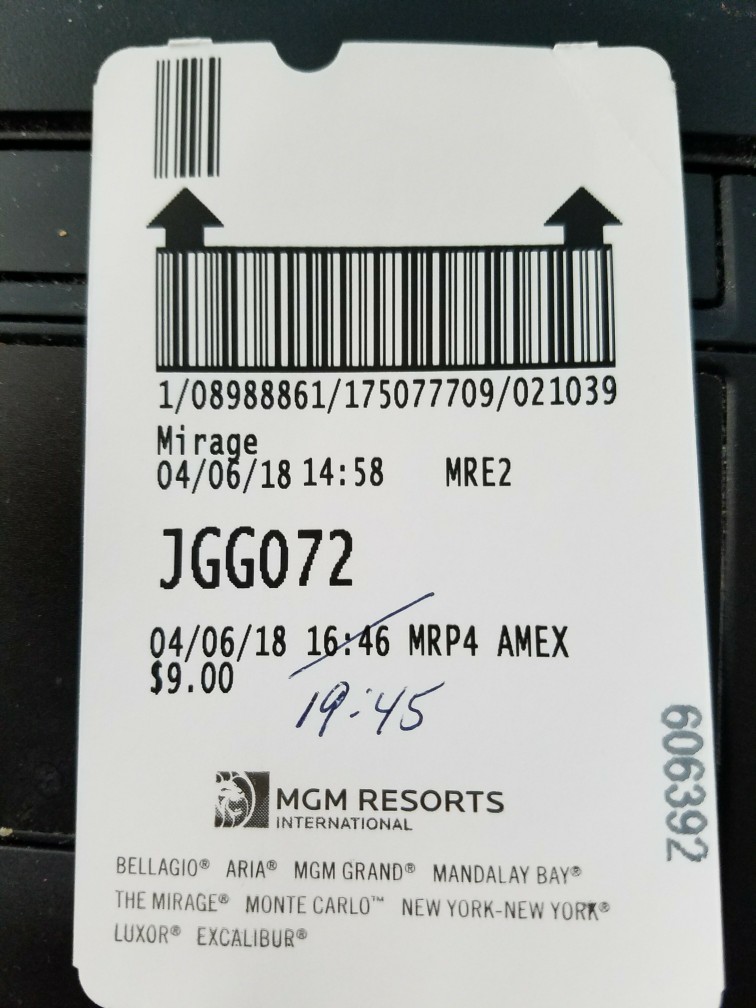 1/08988861/175077709/021039
Mirage
04/06/18 14:58 MRE2
JGG072
04/06/18 16:46 MRP4 AMEX
$9.00
19:45
MGM RESORTS
INTERNATIONAL
BELLAGIO® ARIA® MGM GRAND® MANDALAY BAY®
THE MIRAGE® MONTE CARLO™ NEW YORK-NEW YORK®
LUXOR® EXCALIBUR®
606392